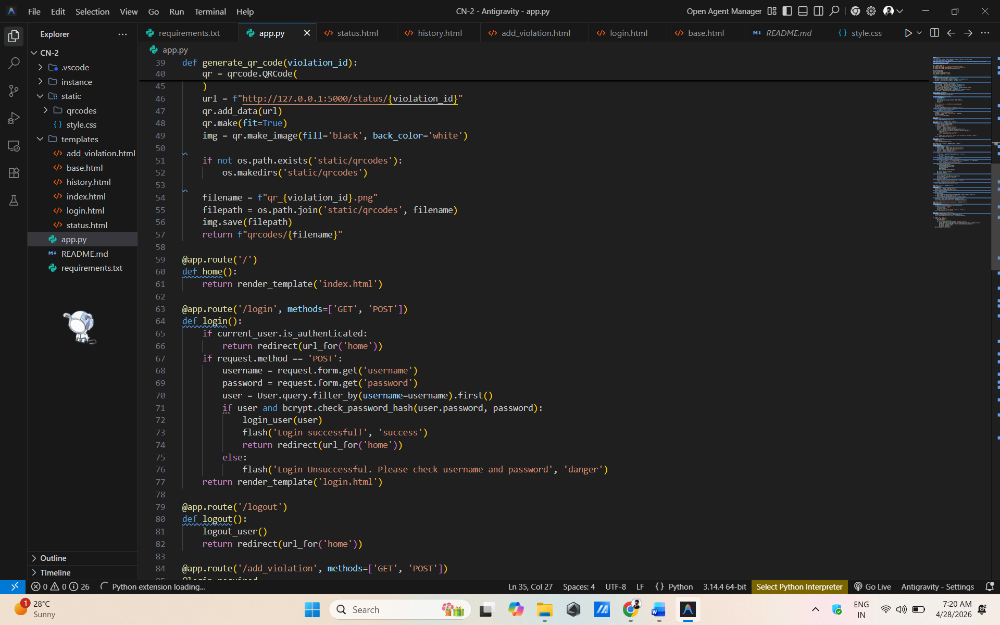 File Edit Selection View Go Run Terminal Help
CN-2 - Antigravity - app.py
Open Agent Manager
Explorer
CN-2
.vscode
instance
static
qrcodes
style.css
templates
add_violation.html
base.html
history.html
index.html
login.html
status.html
app.py
README.md
requirements.txt
Outline
Timeline
requirements.txt app.py status.html history.html add_violation.html login.html base.html README.md style.css
app.py
39 def generate_qr_code(violation_id):
40 qr = qrcode.QRCode(
45 )
46 url = f"http://127.0.0.1:5000/status/{violation_id}"
47 qr.add_data(url)
48 qr.make(fit=True)
49 img = qr.make_image(fill='black', back_color='white')
50
51 if not os.path.exists('static/qrcodes'):
52 os.makedirs('static/qrcodes')
53
54 filename = f"qr_{violation_id}.png"
55 filepath = os.path.join('static/qrcodes', filename)
56 img.save(filepath)
57 return f"qrcodes/{filename}"
58
59 @app.route('/')
60 def home():
61 return render_template('index.html')
62
63 @app.route('/login', methods=['GET', 'POST'])
64 def login():
65 if current_user.is_authenticated:
66 return redirect(url_for('home'))
67 if request.method == 'POST':
68 username = request.form.get('username')
69 password = request.form.get('password')
70 user = User.query.filter_by(username=username).first()
71 if user and bcrypt.check_password_hash(user.password, password):
72 login_user(user)
73 flash('Login successful!', 'success')
74 return redirect(url_for('home'))
75 else:
76 flash('Login Unsuccessful. Please check username and password', 'danger')
77 return render_template('login.html')
78
79 @app.route('/logout')
80 def logout():
81 logout_user()
82 return redirect(url_for('home'))
83
84 @app.route('/add_violation', methods=['GET', 'POST'])
0 0 26 Python extension loading...
Ln 35, Col 27 Spaces: 4 UTF-8 LF {} Python 3.14.4 64-bit Select Python Interpreter Go Live Antigravity - Settings
1 28°C
Sunny
Search
ENG
IN
7:20 AM
4/28/2026